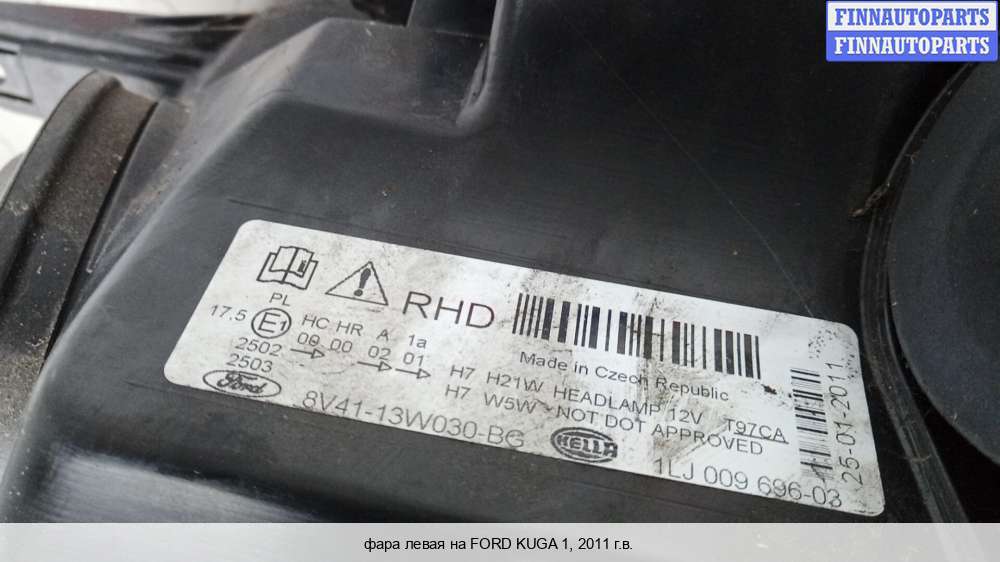 FINNAUTOPARTS
FINNAUTOPARTS
RHD
PL
17.5 E1 HC HR A 1a
00 00 02 01
2502
2503
Made in Czech Republic
H7 H21W HEADLAMP 12V T97CA
H7 W5W NOT DOT APPROVED
Ford
8V41-13W030-BG
HELLA
1LJ 009 696-03
25-01-2011
фара левая на FORD KUGA 1, 2011 г.в.